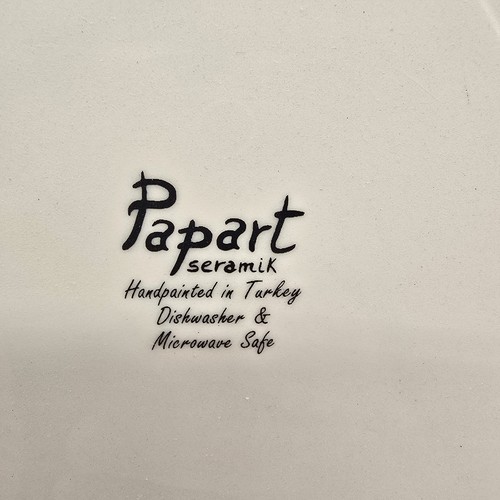 Papart
seramik
Handpainted in Turkey
Dishwasher &
Microwave Safe